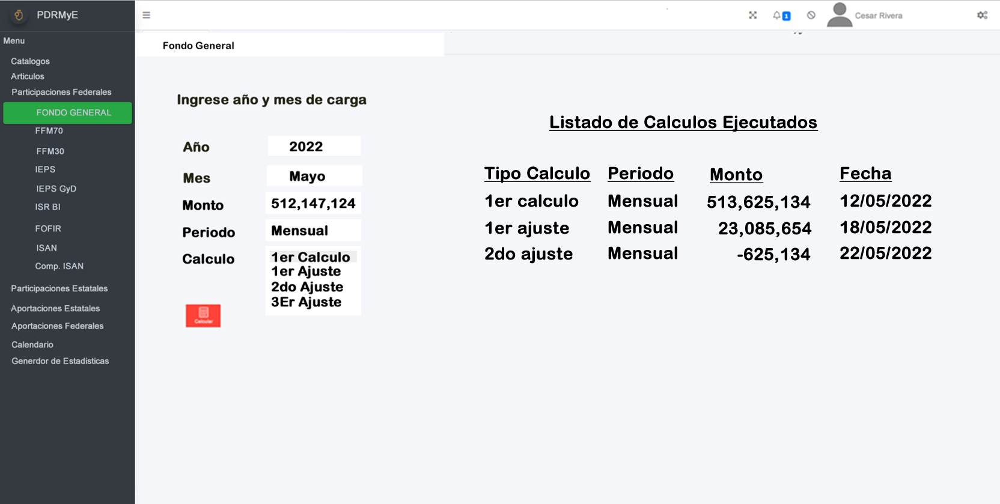 PDRMyE
1
Cesar Rivera
Menu
Catalogos
Articulos
Participaciones Federales
FONDO GENERAL
FFM70
FFM30
IEPS
IEPS GyD
ISR BI
FOFIR
ISAN
Comp. ISAN
Participaciones Estatales
Aportaciones Estatales
Aportaciones Federales
Calendario
Generdor de Estadisticas
Fondo General
Ingrese año y mes de carga
Año 2022
Mes Mayo
Monto 512,147,124
Periodo Mensual
Calculo 1er Calculo
1er Ajuste
2do Ajuste
3Er Ajuste
Calcular
Listado de Calculos Ejecutados
Tipo Calculo Periodo Monto Fecha
1er calculo Mensual 513,625,134 12/05/2022
1er ajuste Mensual 23,085,654 18/05/2022
2do ajuste Mensual -625,134 22/05/2022